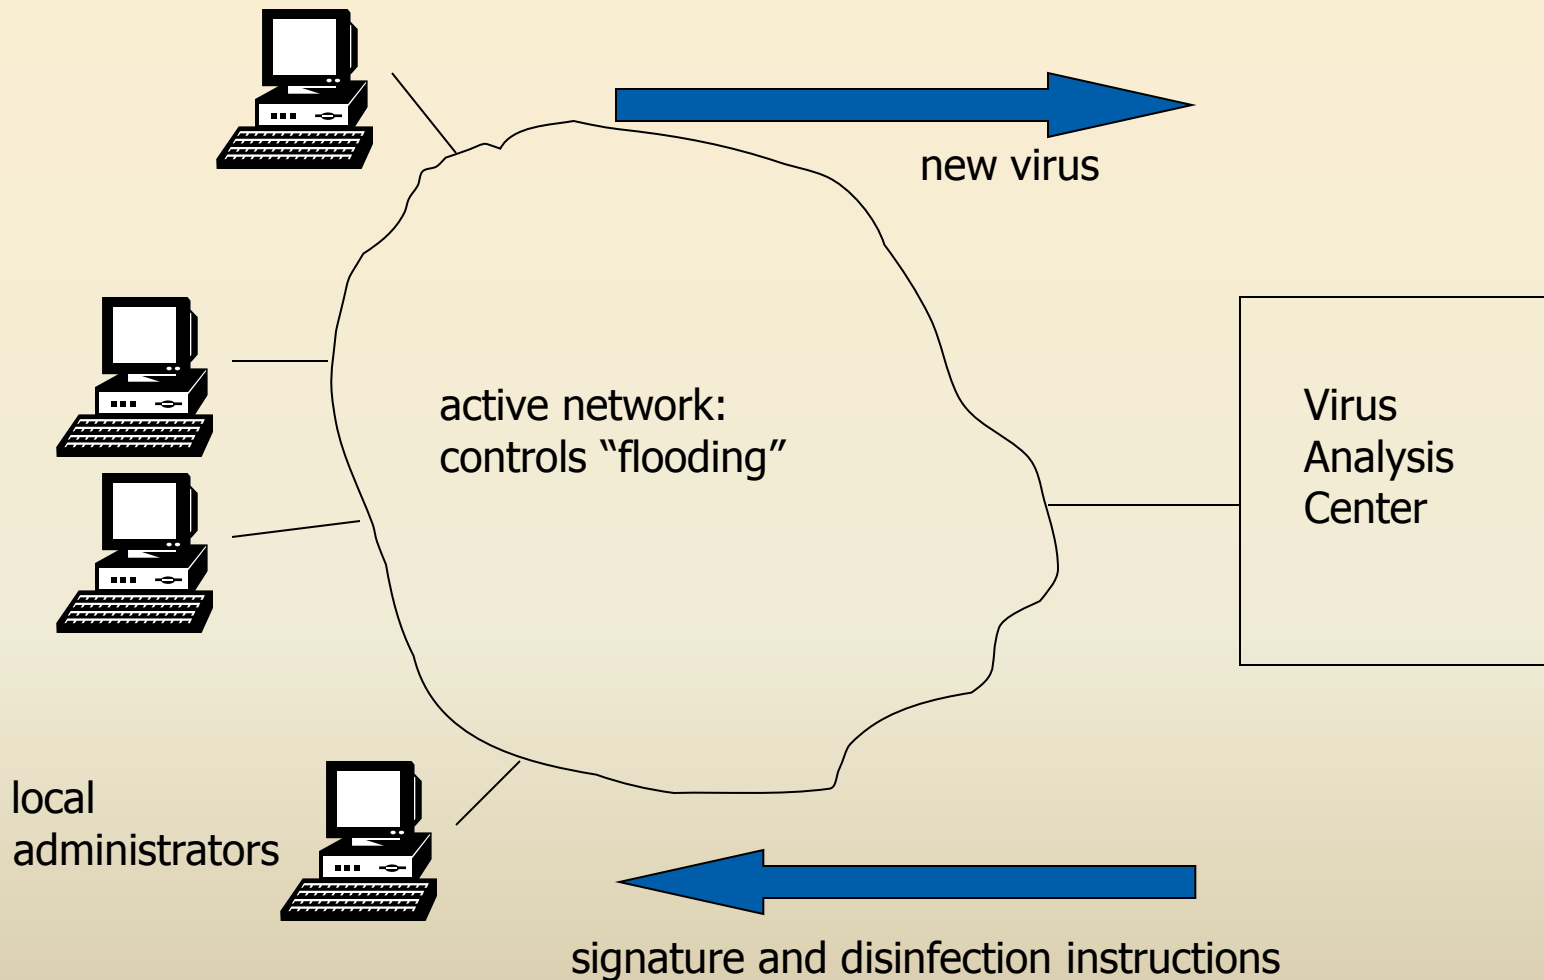 new virus
active network:
controls “flooding”
Virus
Analysis
Center
local
administrators
signature and disinfection instructions